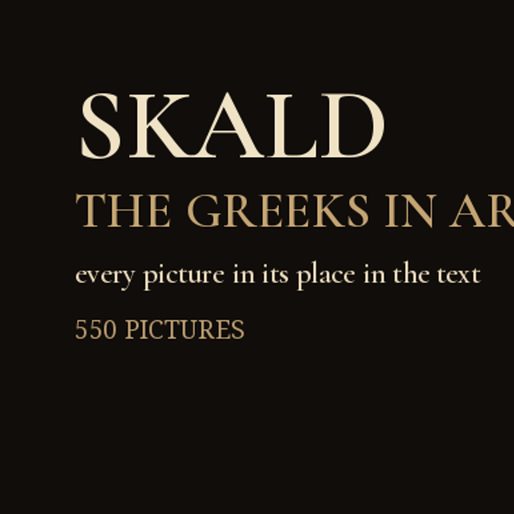 SKALD
THE GREEKS IN AR
every picture in its place in the text
550 PICTURES